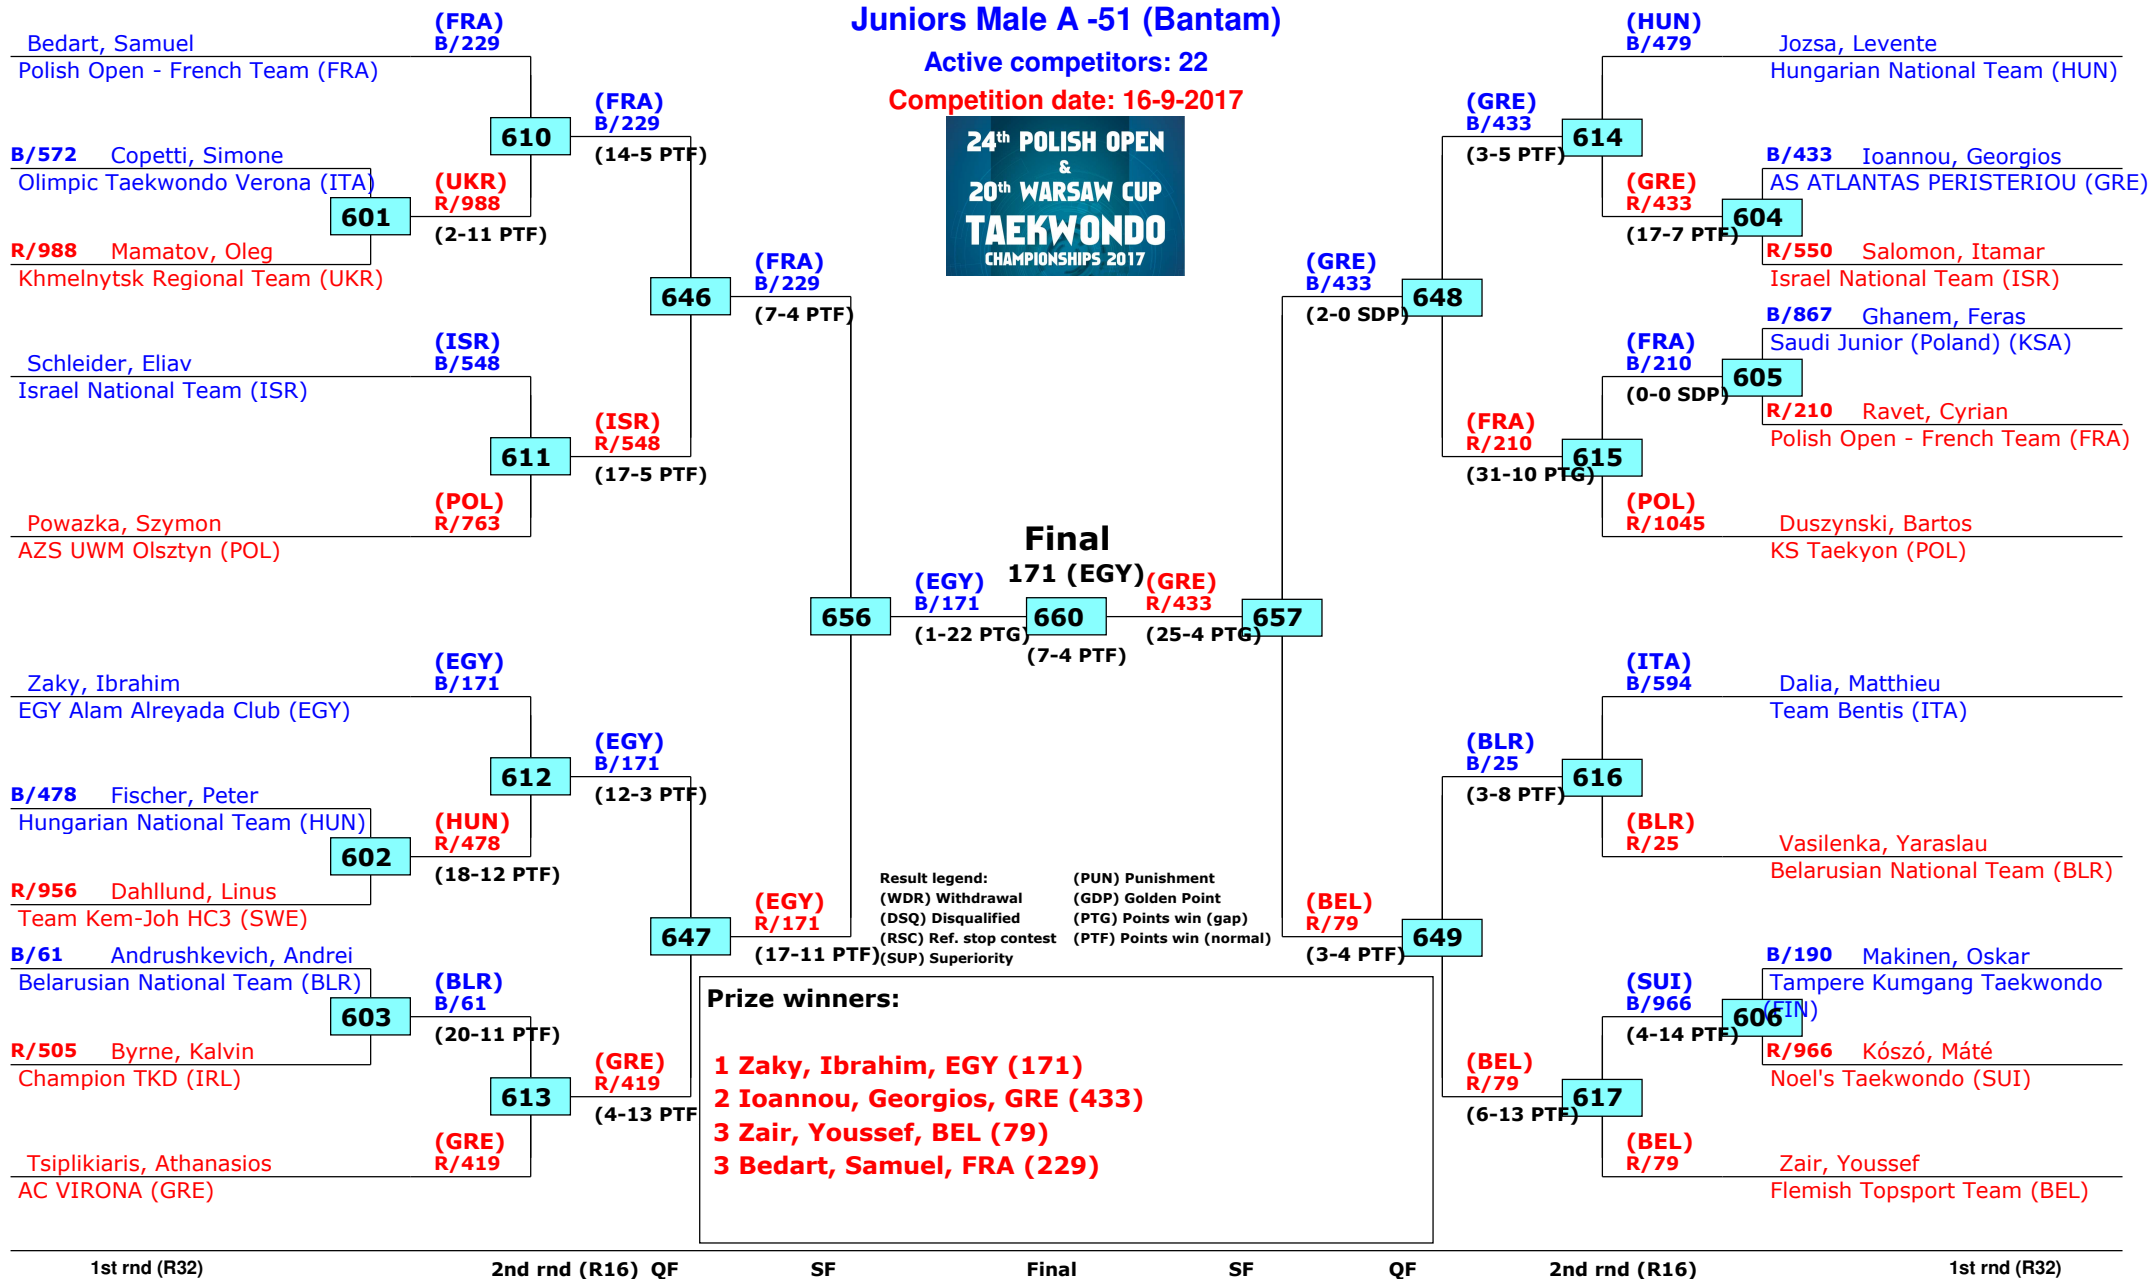 Juniors Male A -51 (Bantam)
Active competitors: 22
Competition date: 16-9-2017
24th POLISH OPEN
&
20th WARSAW CUP
TAEKWONDO
CHAMPIONSHIPS 2017
Bedart, Samuel
Polish Open - French Team (FRA)
(FRA)
B/229
B/572 Copetti, Simone
Olimpic Taekwondo Verona (ITA)
601
R/988 Mamatov, Oleg
Khmelnytsk Regional Team (UKR)
(UKR)
R/988
(2-11 PTF)
610
(FRA)
B/229
(14-5 PTF)
Schleider, Eliav
Israel National Team (ISR)
(ISR)
B/548
611
(ISR)
R/548
(17-5 PTF)
Powazka, Szymon
AZS UWM Olsztyn (POL)
(POL)
R/763
646
(FRA)
B/229
(7-4 PTF)
Zaky, Ibrahim
EGY Alam Alreyada Club (EGY)
(EGY)
B/171
612
(EGY)
B/171
(12-3 PTF)
B/478 Fischer, Peter
Hungarian National Team (HUN)
602
(HUN)
R/478
(18-12 PTF)
R/956 Dahllund, Linus
Team Kem-Joh HC3 (SWE)
B/61 Andrushkevich, Andrei
Belarusian National Team (BLR)
603
(BLR)
B/61
(20-11 PTF)
R/505 Byrne, Kalvin
Champion TKD (IRL)
613
(GRE)
R/419
(4-13 PTF
Tsiplikiaris, Athanasios
AC VIRONA (GRE)
(GRE)
R/419
647
(EGY)
R/171
(17-11 PTF)
656
(EGY)
B/171
(1-22 PTG)
Final
171 (EGY)
660
(7-4 PTF)
(GRE)
R/433
(25-4 PTG)
657
(HUN)
B/479
Jozsa, Levente
Hungarian National Team (HUN)
(GRE)
B/433
(3-5 PTF)
614
B/433 Ioannou, Georgios
AS ATLANTAS PERISTERIOU (GRE)
(GRE)
R/433
(17-7 PTF)
604
R/550 Salomon, Itamar
Israel National Team (ISR)
(GRE)
B/433
(2-0 SDP)
648
B/867 Ghanem, Feras
Saudi Junior (Poland) (KSA)
(FRA)
B/210
(0-0 SDP)
605
R/210 Ravet, Cyrian
Polish Open - French Team (FRA)
(FRA)
R/210
(31-10 PTG)
615
(POL)
R/1045
Duszynski, Bartos
KS Taekyon (POL)
(ITA)
B/594
Dalia, Matthieu
Team Bentis (ITA)
(BLR)
B/25
(3-8 PTF)
616
(BLR)
R/25
Vasilenka, Yaraslau
Belarusian National Team (BLR)
(BEL)
R/79
(3-4 PTF)
649
B/190 Makinen, Oskar
Tampere Kumgang Taekwondo
(FIN)
(SUI)
B/966
(4-14 PTF)
606
R/966 Kószó, Máté
Noel's Taekwondo (SUI)
(BEL)
R/79
(6-13 PTF)
617
(BEL)
R/79
Zair, Youssef
Flemish Topsport Team (BEL)
Result legend:
(WDR) Withdrawal
(DSQ) Disqualified
(RSC) Ref. stop contest
(SUP) Superiority
(PUN) Punishment
(GDP) Golden Point
(PTG) Points win (gap)
(PTF) Points win (normal)
Prize winners:
1 Zaky, Ibrahim, EGY (171)
2 Ioannou, Georgios, GRE (433)
3 Zair, Youssef, BEL (79)
3 Bedart, Samuel, FRA (229)
1st rnd (R32) 2nd rnd (R16) QF SF Final SF QF 2nd rnd (R16) 1st rnd (R32)